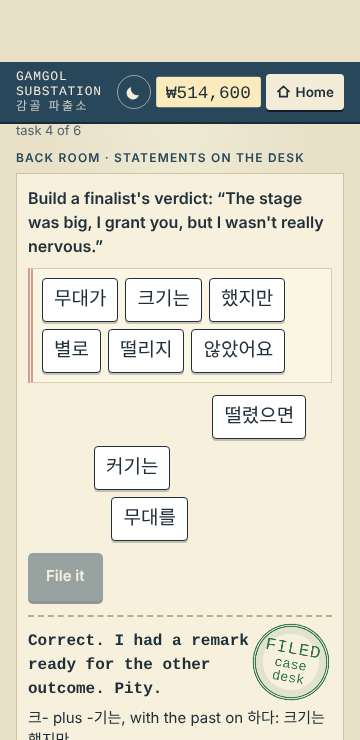 GAMGOL
SUBSTATION
감골 파출소
₩514,600
Home
task 4 of 6
BACK ROOM · STATEMENTS ON THE DESK
Build a finalist's verdict: “The stage
was big, I grant you, but I wasn't really
nervous.”
무대가 크기는 했지만
별로 떨리지 않았어요
떨렸으면
커기는
무대를
File it
Correct. I had a remark
ready for the other
outcome. Pity.
FILED
case
desk
크- plus -기는, with the past on 하다: 크기는
했지만